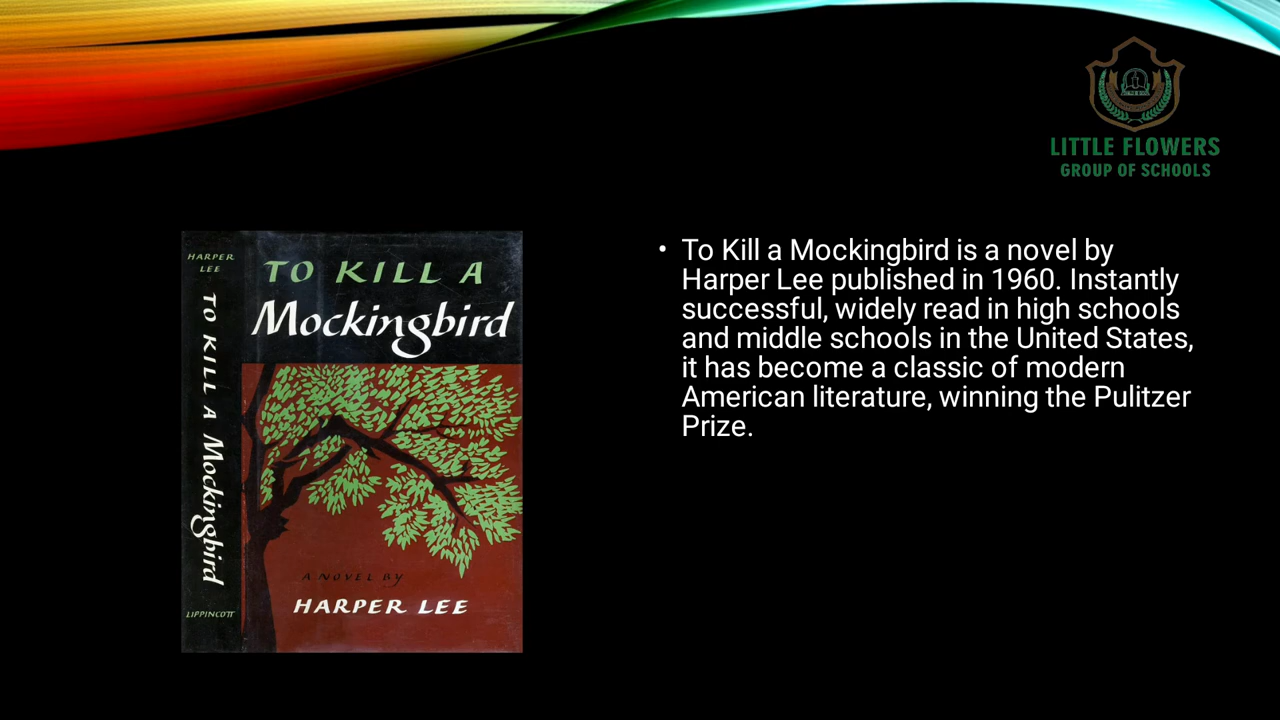 LITTLE FLOWERS
GROUP OF SCHOOLS
HARPER
LEE
TO KILL A Mockingbird
LIPPINCOTT
TO KILL A
Mockingbird
A NOVEL BY
HARPER LEE
• To Kill a Mockingbird is a novel by
Harper Lee published in 1960. Instantly
successful, widely read in high schools
and middle schools in the United States,
it has become a classic of modern
American literature, winning the Pulitzer
Prize.